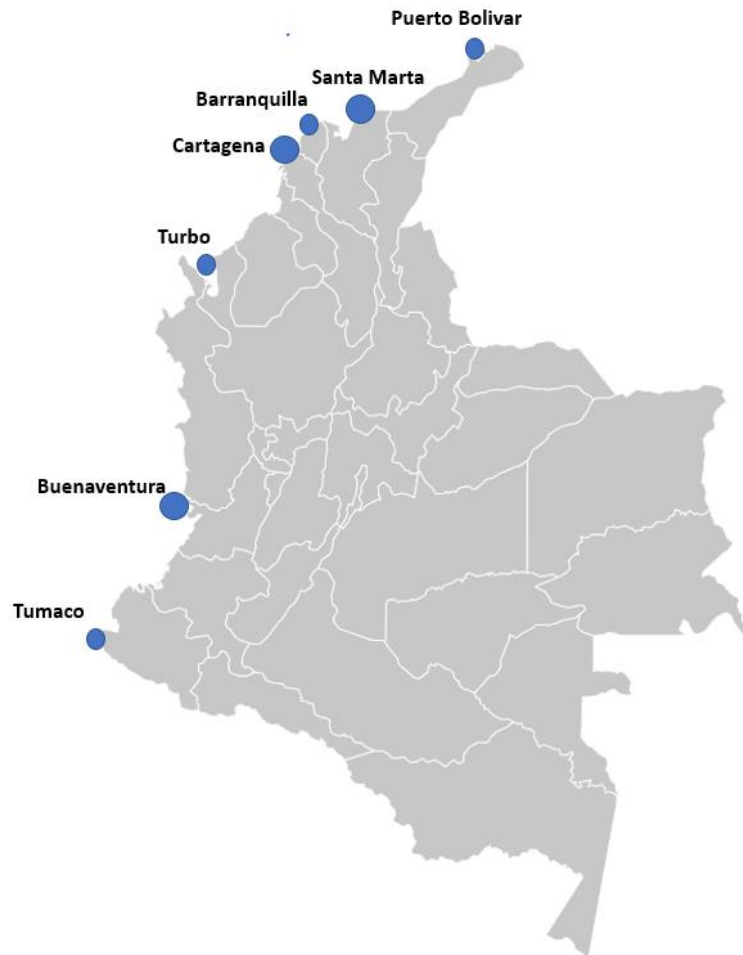 Puerto Bolivar
Santa Marta
Barranquilla
Cartagena
Turbo
Buenaventura
Tumaco